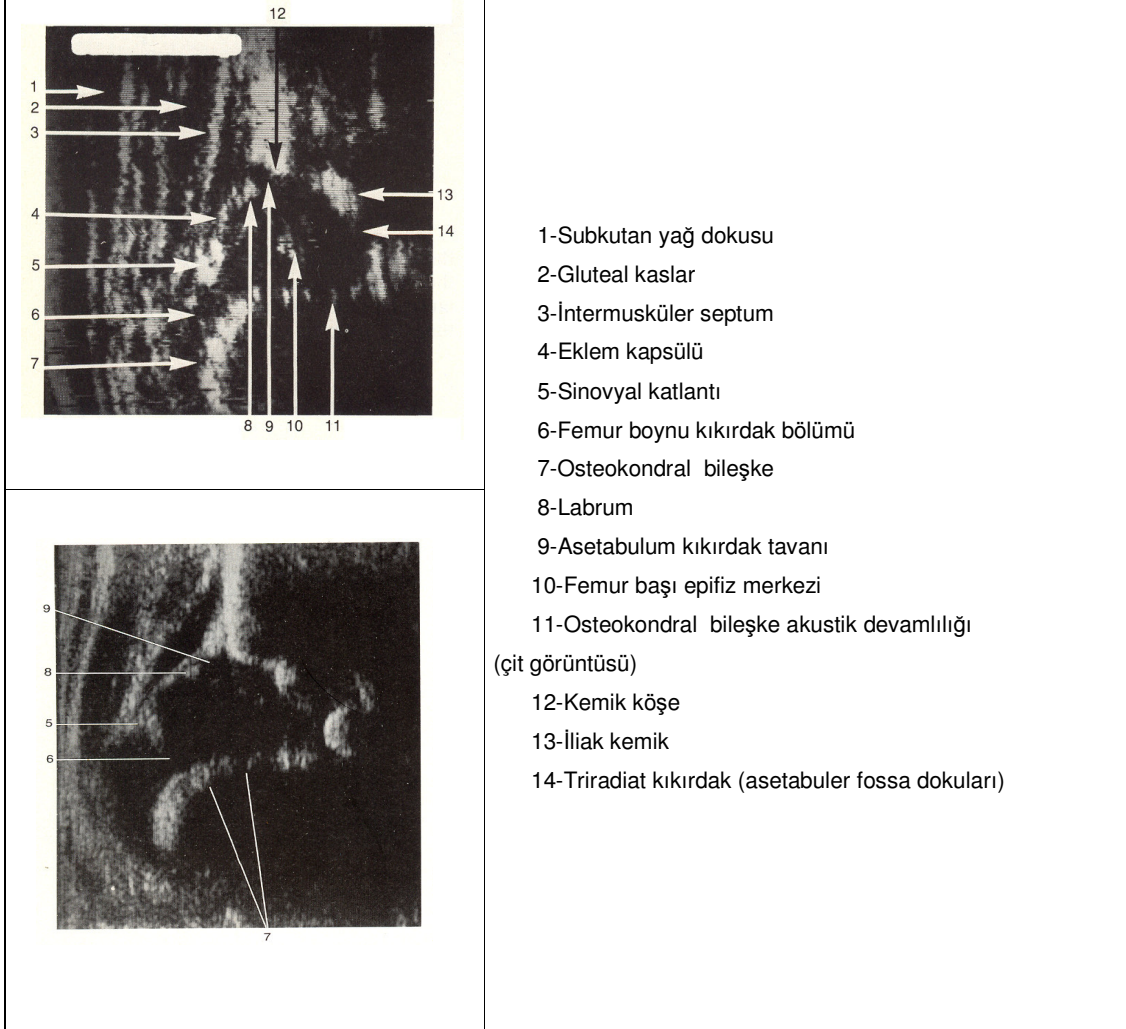 12
1
2
3
4
5
6
7
13
14
8 9 10 11
9
8
5
6
7
1-Subkutan yağ dokusu
2-Gluteal kaslar
3-İntermusküler septum
4-Eklem kapsülü
5-Sinovyal katlantı
6-Femur boynu kıkırdak bölümü
7-Osteokondral bileşke
8-Labrum
9-Asetabulum kıkırdak tavanı
10-Femur başı epifiz merkezi
11-Osteokondral bileşke akustik devamlılığı
(çit görüntüsü)
12-Kemik köşe
13-İliak kemik
14-Triradiat kıkırdak (asetabuler fossa dokuları)